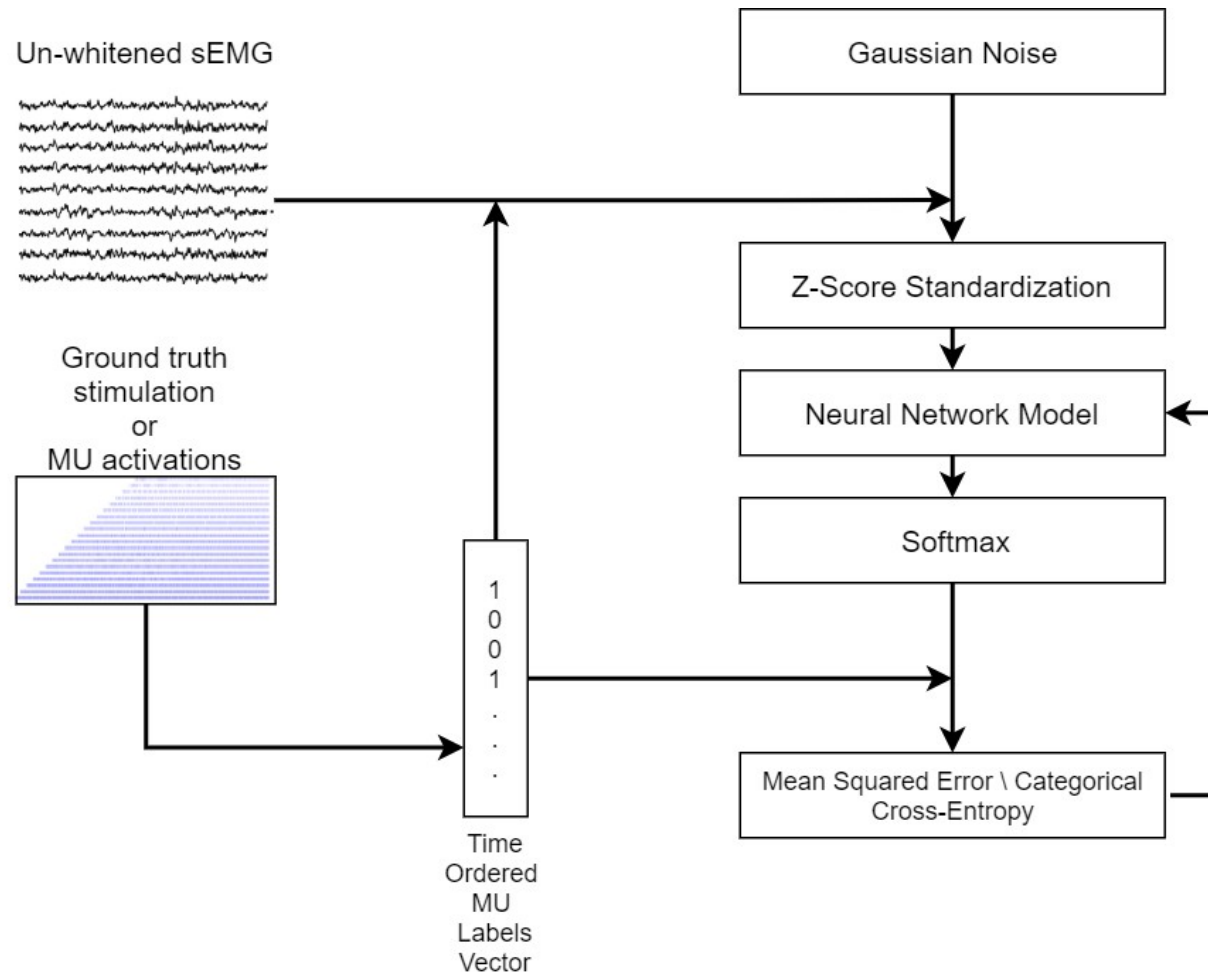 Un-whitened sEMG
Gaussian Noise
Z-Score Standardization
Ground truth
stimulation
or
MU activations
Neural Network Model
Softmax
1
0
0
1
.
.
.
Mean Squared Error \ Categorical
Cross-Entropy
Time
Ordered
MU
Labels
Vector